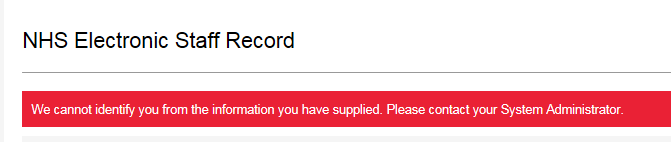 NHS Electronic Staff Record
We cannot identify you from the information you have supplied. Please contact your System Administrator.